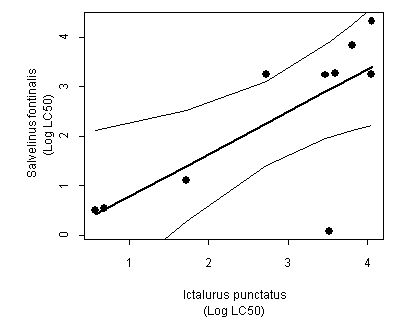 4
3
2
1
0
Salvelinus fontinalis
(Log LC50)
1 2 3 4
Ictalurus punctatus
(Log LC50)